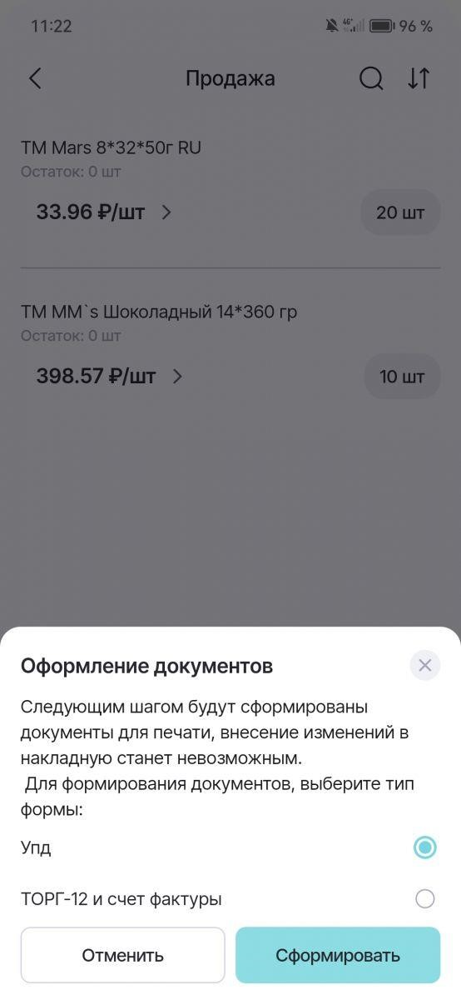 11:22
4G+
96 %
Продажа
ТМ Mars 8*32*50г RU
Остаток: 0 шт
33.96 ₽/шт
20 шт
ТМ MM`s Шоколадный 14*360 гр
Остаток: 0 шт
398.57 ₽/шт
10 шт
Оформление документов
Следующим шагом будут сформированы
документы для печати, внесение изменений в
накладную станет невозможным.
Для формирования документов, выберите тип
формы:
Упд
ТОРГ-12 и счет фактуры
Отменить
Сформировать